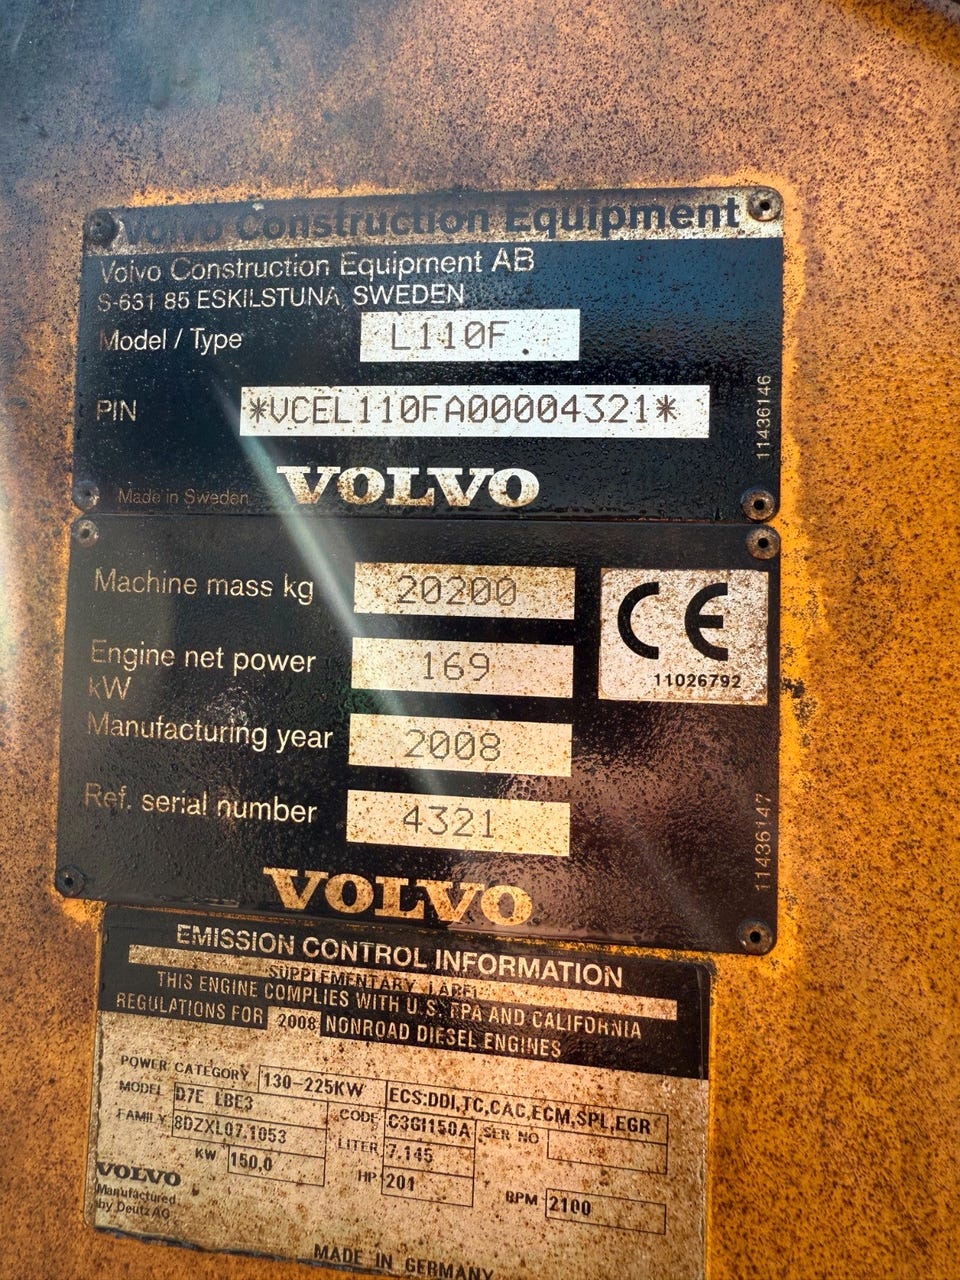 Volvo Construction Equipment
Volvo Construction Equipment AB
S-631 85 ESKILSTUNA, SWEDEN
Model / Type L110F
PIN *VCEL110FA00004321*
11436146
Made in Sweden VOLVO
Machine mass kg 20200
CE
11026792
Engine net power kW 169
Manufacturing year 2008
Ref. serial number 4321
11436147
VOLVO
EMISSION CONTROL INFORMATION
SUPPLEMENTARY LABEL
THIS ENGINE COMPLIES WITH U.S. EPA AND CALIFORNIA
REGULATIONS FOR 2008 NONROAD DIESEL ENGINES
POWER CATEGORY 130-225KW ECS:DDI,TC,CAC,ECM,SPL,EGR
MODEL D7E LBE3 CODE C3GI150A SER NO
FAMILY 8DZXL07.1053 LITER 7.145
KW 150,0 HP 201 RPM 2100
VOLVO
Manufactured
by Deutz AG
MADE IN GERMANY